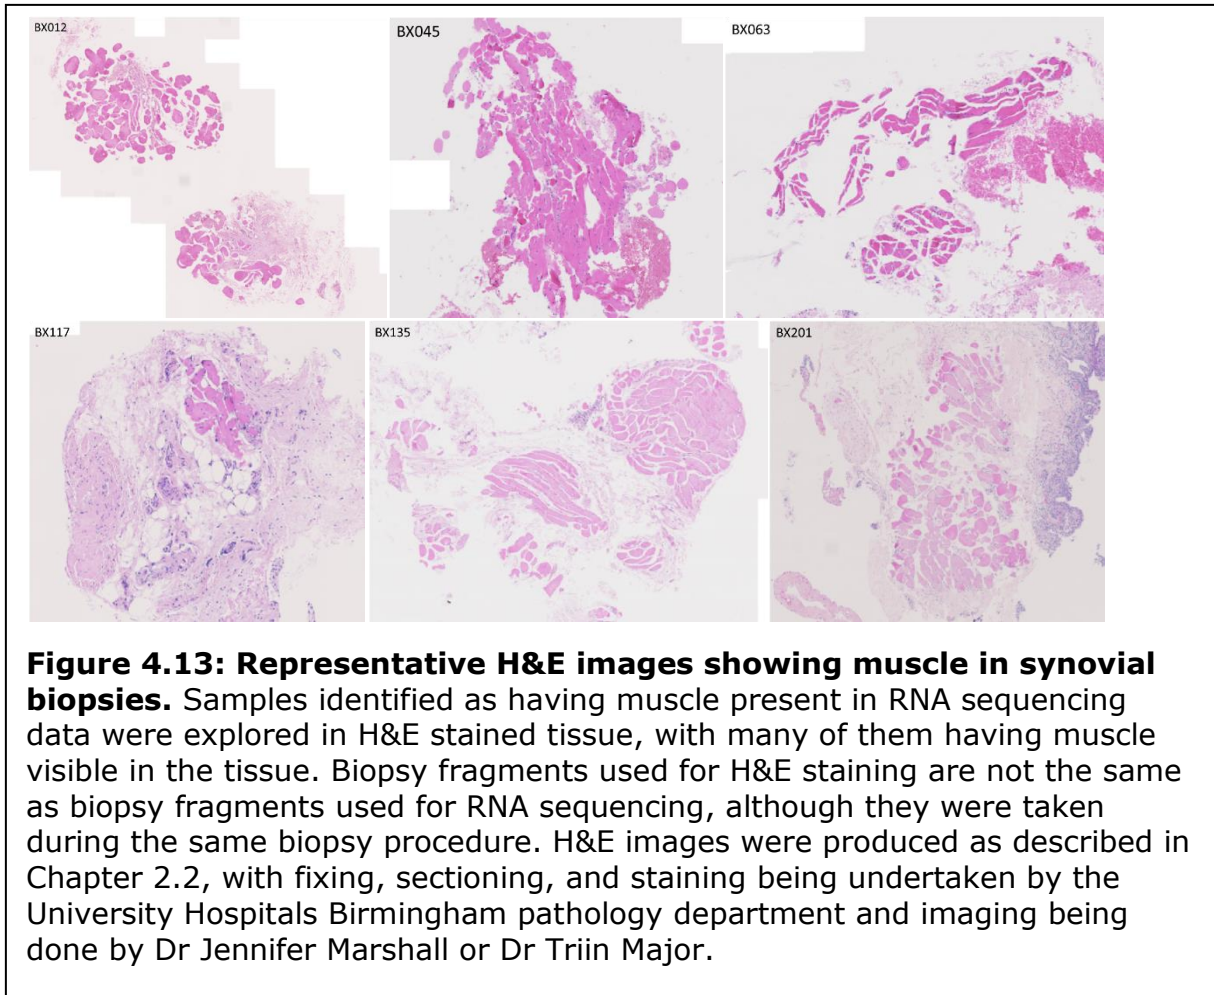 BX012
BX045
BX063
BX117
BX135
BX201
Figure 4.13: Representative H&E images showing muscle in synovial
biopsies. Samples identified as having muscle present in RNA sequencing
data were explored in H&E stained tissue, with many of them having muscle
visible in the tissue. Biopsy fragments used for H&E staining are not the same
as biopsy fragments used for RNA sequencing, although they were taken
during the same biopsy procedure. H&E images were produced as described in
Chapter 2.2, with fixing, sectioning, and staining being undertaken by the
University Hospitals Birmingham pathology department and imaging being
done by Dr Jennifer Marshall or Dr Triin Major.